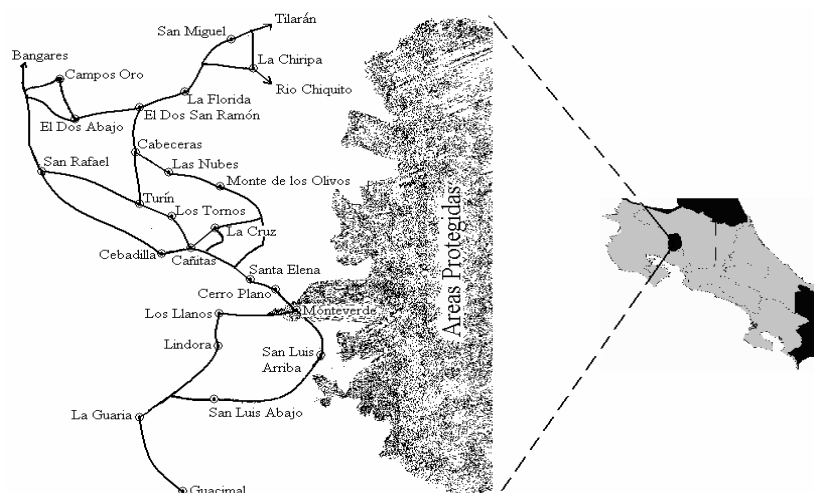 Tilarán
San Miguel
Bangares
La Chiripa
Campos Oro
Rio Chiquito
La Florida
El Dos San Ramón
El Dos Abajo
Cabeceras
San Rafael
Las Nubes
Monte de los Olivos
Turín
Los Tornos
La Cruz
Cebadilla
Cañitas
Santa Elena
Cerro Plano
Los Llanos
Monteverde
Lindora
San Luis
Arriba
La Guaria
San Luis Abajo
Guacimal
Areas Protegidas